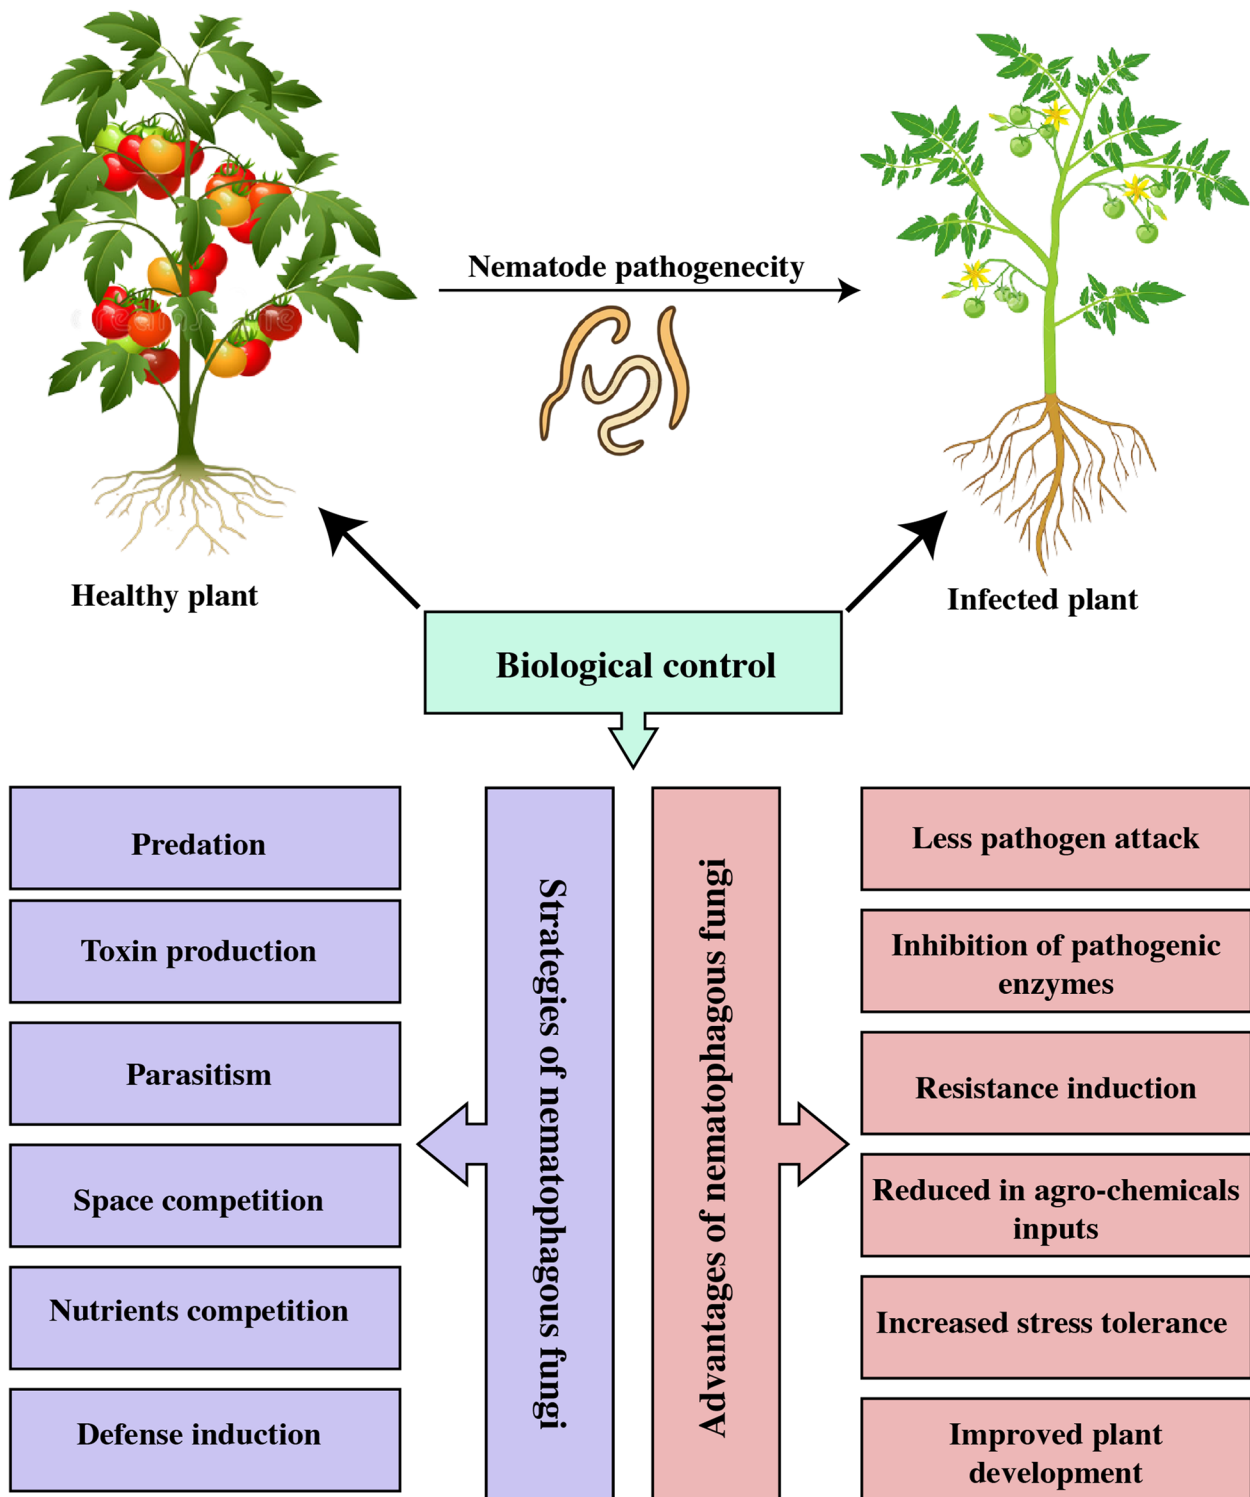 Nematode pathogenecity
Healthy plant
Infected plant
Biological control
Predation
Toxin production
Parasitism
Space competition
Nutrients competition
Defense induction
Strategies of nematophagous fungi
Advantages of nematophagous fungi
Less pathogen attack
Inhibition of pathogenic
enzymes
Resistance induction
Reduced in agro-chemicals
inputs
Increased stress tolerance
Improved plant
development